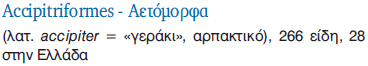 Accipitriformes - Αετόμορφα
(λατ. accipiter = «γεράκι», αρπακτικό), 266 είδη, 28
στην Ελλάδα